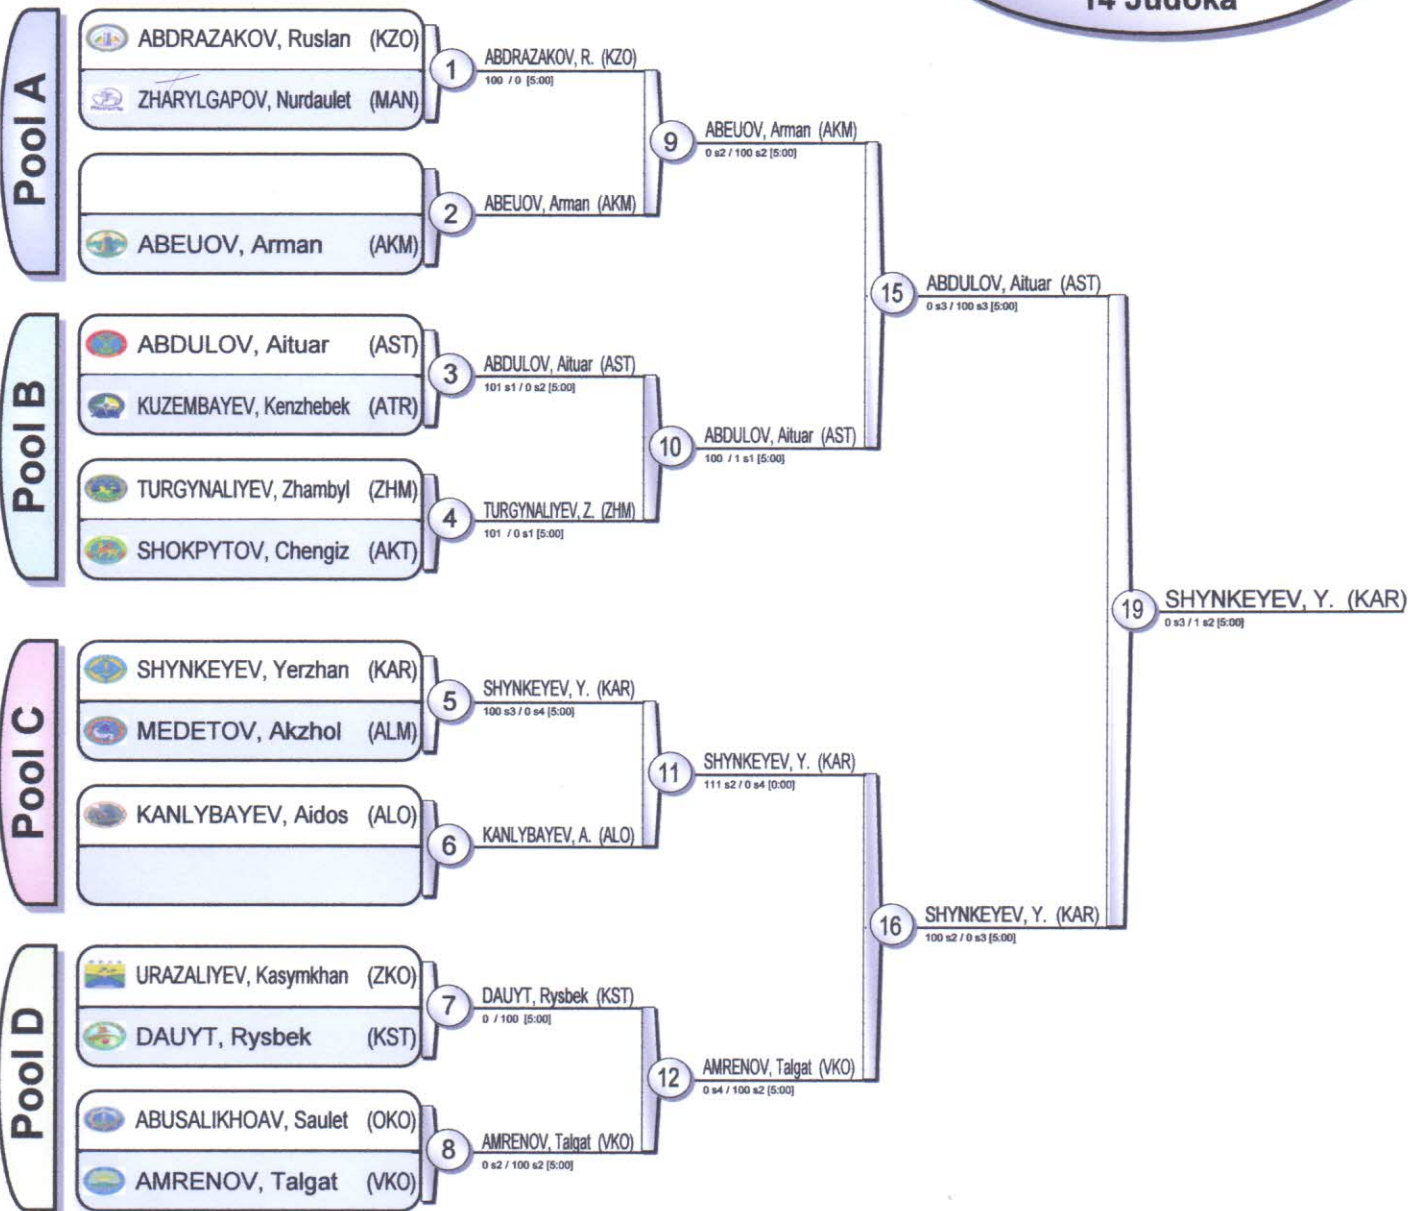 14 Judoka
Pool A
ABDRAZAKOV, Ruslan (KZO)
ZHARYLGAPOV, Nurdaulet (MAN)
ABEUOV, Arman (AKM)
1
ABDRAZAKOV, R. (KZO)
100 / 0 [5:00]
2
ABEUOV, Arman (AKM)
9
ABEUOV, Arman (AKM)
0 s2 / 100 s2 [5:00]
Pool B
ABDULOV, Aituar (AST)
KUZEMBAYEV, Kenzhebek (ATR)
TURGYNALIYEV, Zhambyl (ZHM)
SHOKPYTOV, Chengiz (AKT)
3
ABDULOV, Aituar (AST)
101 s1 / 0 s2 [5:00]
4
TURGYNALIYEV, Z. (ZHM)
101 / 0 s1 [5:00]
10
ABDULOV, Aituar (AST)
100 / 1 s1 [5:00]
15
ABDULOV, Aituar (AST)
0 s3 / 100 s3 [5:00]
Pool C
SHYNKEYEV, Yerzhan (KAR)
MEDETOV, Akzhol (ALM)
KANLYBAYEV, Aidos (ALO)
5
SHYNKEYEV, Y. (KAR)
100 s3 / 0 s4 [5:00]
6
KANLYBAYEV, A. (ALO)
11
SHYNKEYEV, Y. (KAR)
111 s2 / 0 s4 [0:00]
Pool D
URAZALIYEV, Kasymkhan (ZKO)
DAUYT, Rysbek (KST)
ABUSALIKHOAV, Saulet (OKO)
AMRENOV, Talgat (VKO)
7
DAUYT, Rysbek (KST)
0 / 100 [5:00]
8
AMRENOV, Talgat (VKO)
0 s2 / 100 s2 [5:00]
12
AMRENOV, Talgat (VKO)
0 s4 / 100 s2 [5:00]
16
SHYNKEYEV, Y. (KAR)
100 s2 / 0 s3 [5:00]
19
SHYNKEYEV, Y. (KAR)
0 s3 / 1 s2 [5:00]